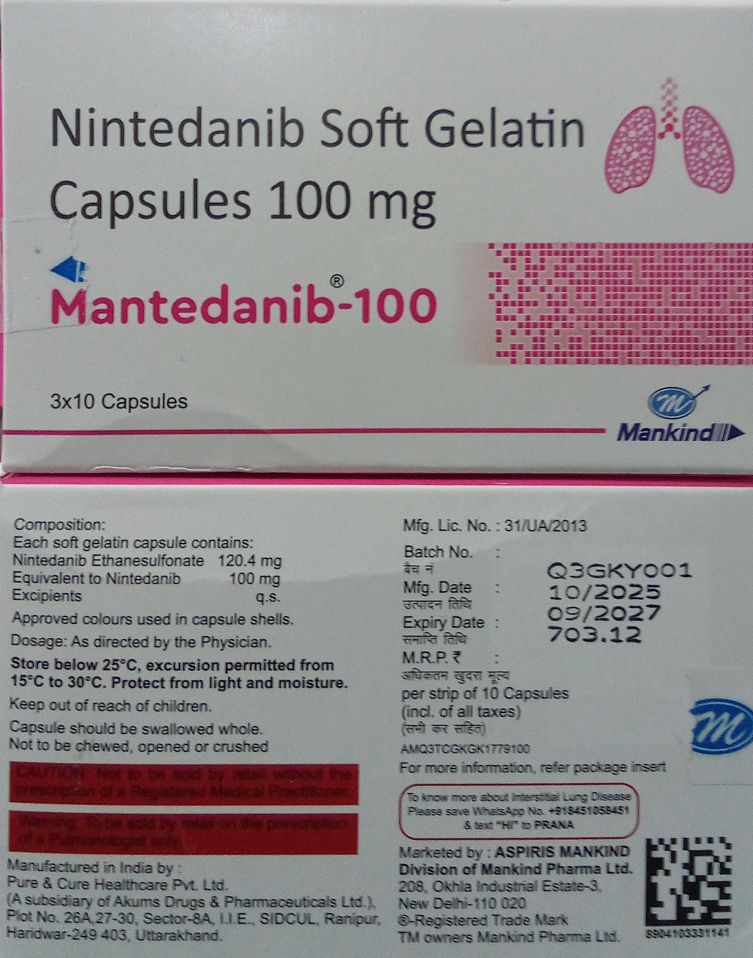 Nintedanib Soft Gelatin
Capsules 100 mg
Mantedanib®-100
3x10 Capsules
m
Mankind
Composition:
Each soft gelatin capsule contains:
Nintedanib Ethanesulfonate 120.4 mg
Equivalent to Nintedanib 100 mg
Excipients q.s.
Approved colours used in capsule shells.
Dosage: As directed by the Physician.
Store below 25°C, excursion permitted from
15°C to 30°C. Protect from light and moisture.
Keep out of reach of children.
Capsule should be swallowed whole.
Not to be chewed, opened or crushed
CAUTION: Not to be sold by retail without the
prescription of a Registered Medical Practitioner.
Warning: To be sold by retail on the prescription
of a Pulmonologist only.
Manufactured in India by :
Pure & Cure Healthcare Pvt. Ltd.
(A subsidiary of Akums Drugs & Pharmaceuticals Ltd.),
Plot No. 26A,27-30, Sector-8A, I.I.E., SIDCUL, Ranipur,
Haridwar-249 403, Uttarakhand.
Mfg. Lic. No. : 31/UA/2013
Batch No. : Q3GKY001
बैच नं
Mfg. Date : 10/2025
उत्पादन तिथि
Expiry Date : 09/2027
समाप्ति तिथि
M.R.P. ₹ : 703.12
अधिकतम खुदरा मूल्य
per strip of 10 Capsules
(incl. of all taxes)
(सभी कर सहित)
AMQ3TCGKGK1779100
For more information, refer package insert
To know more about Interstitial Lung Disease
Please save WhatsApp No. +918451058451
& text "HI" to PRANA
Marketed by : ASPIRIS MANKIND
Division of Mankind Pharma Ltd.
208, Okhla Industrial Estate-3,
New Delhi-110 020
®-Registered Trade Mark
TM owners Mankind Pharma Ltd.
m
8904103331141